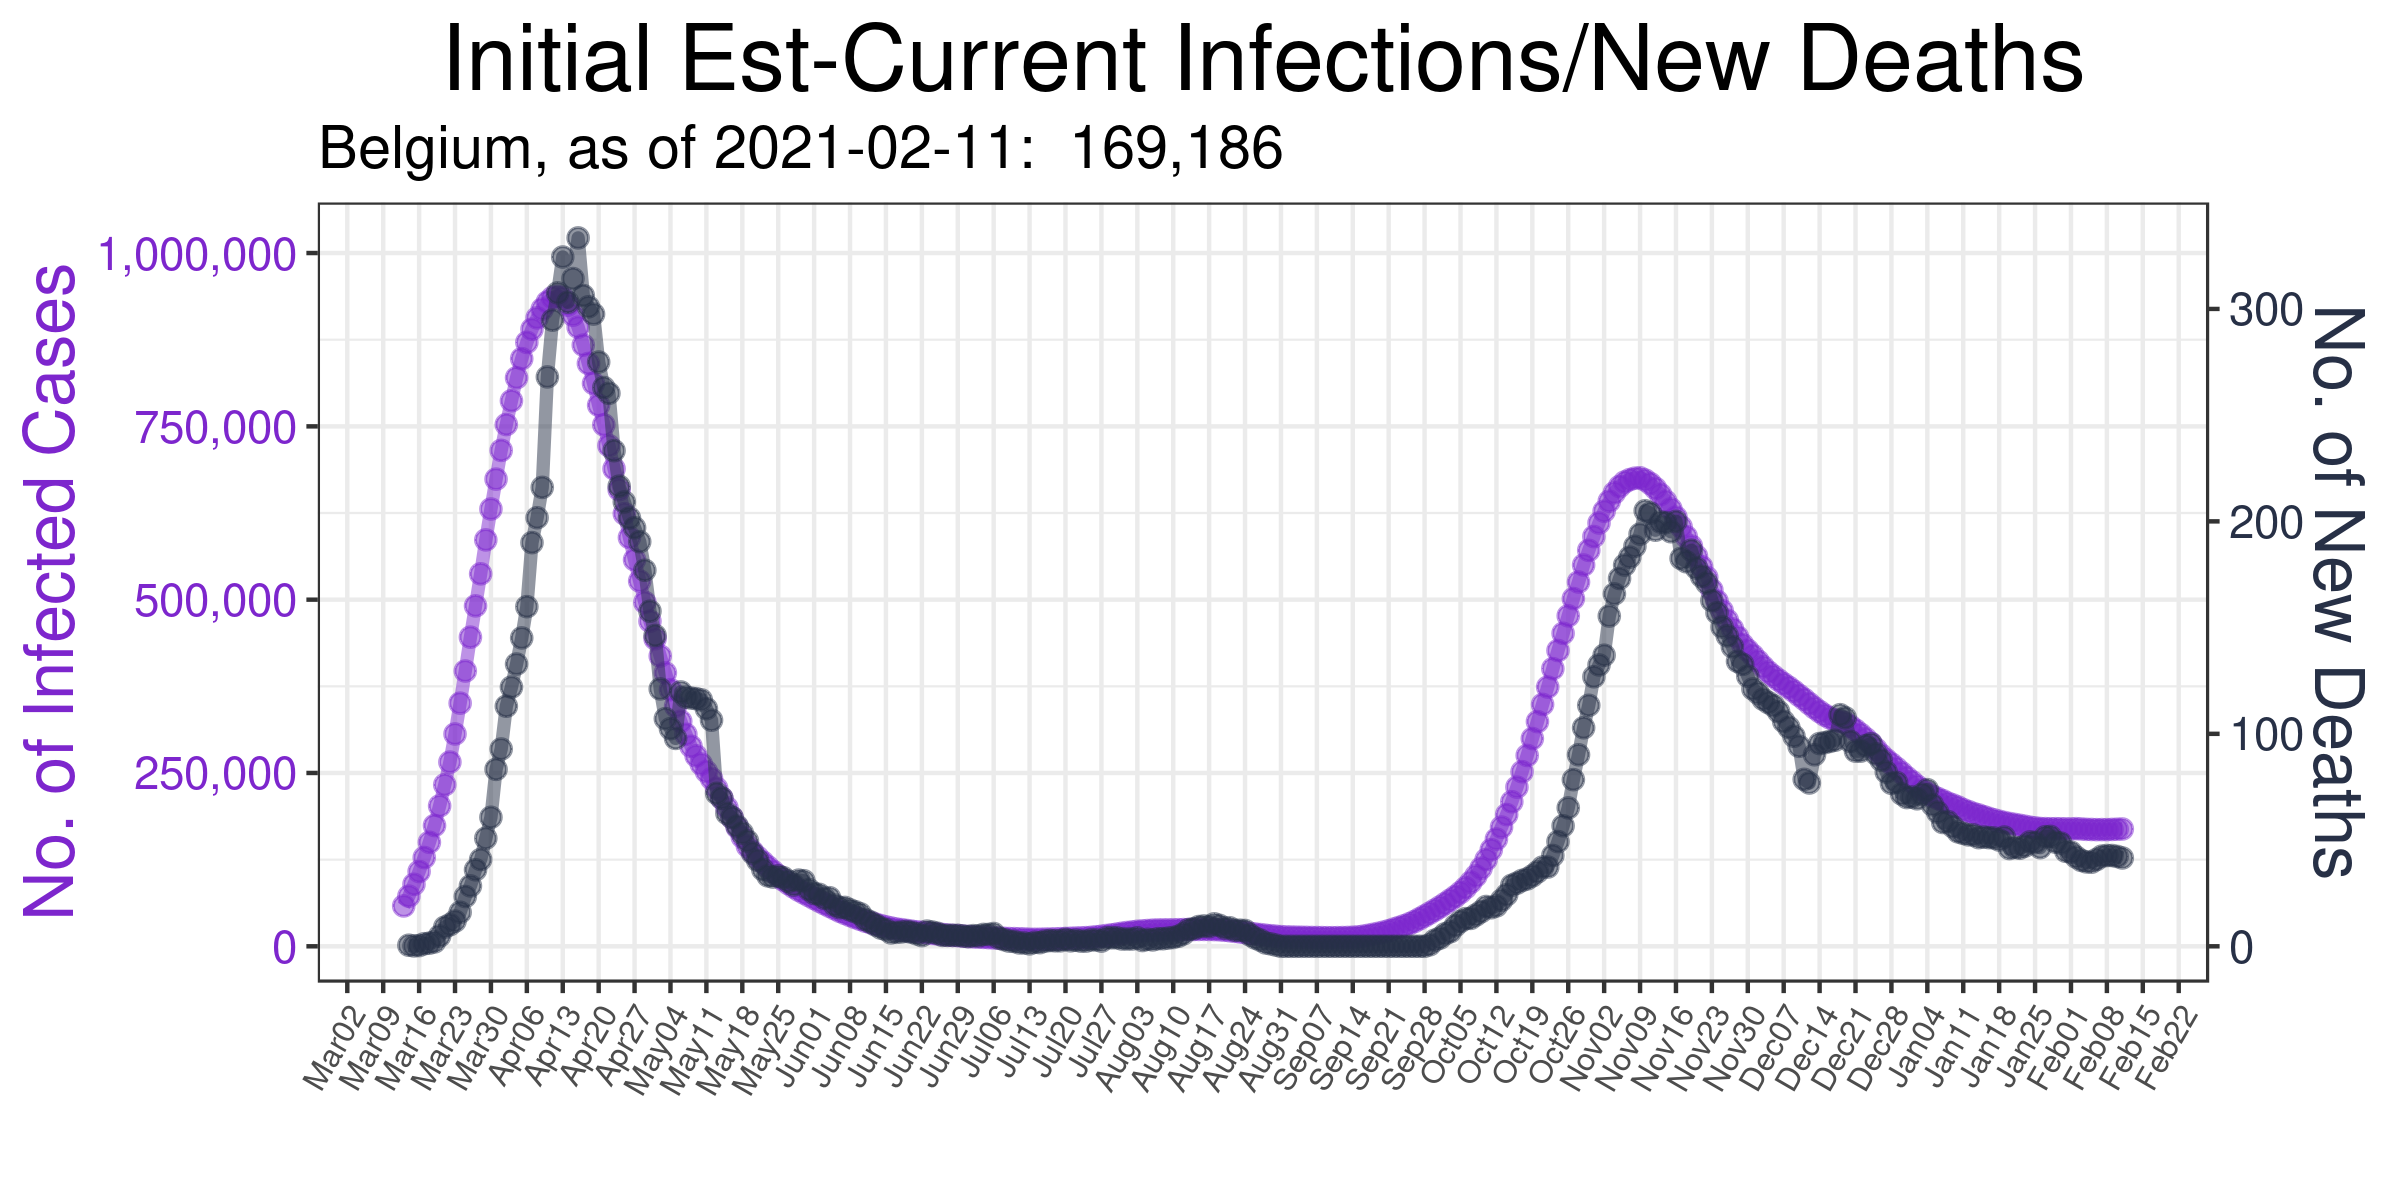 Initial Est-Current Infections/New Deaths
Belgium, as of 2021-02-11:  169,186
No. of Infected Cases
1,000,000
750,000
500,000
250,000
0
300
200
100
0
No. of New Deaths
Mar02 Mar09 Mar16 Mar23 Mar30 Apr06 Apr13 Apr20 Apr27 May04 May11 May18 May25 Jun01 Jun08 Jun15 Jun22 Jun29 Jul06 Jul13 Jul20 Jul27 Aug03 Aug10 Aug17 Aug24 Aug31 Sep07 Sep14 Sep21 Sep28 Oct05 Oct12 Oct19 Oct26 Nov02 Nov09 Nov16 Nov23 Nov30 Dec07 Dec14 Dec21 Dec28 Jan04 Jan11 Jan18 Jan25 Feb01 Feb08 Feb15 Feb22